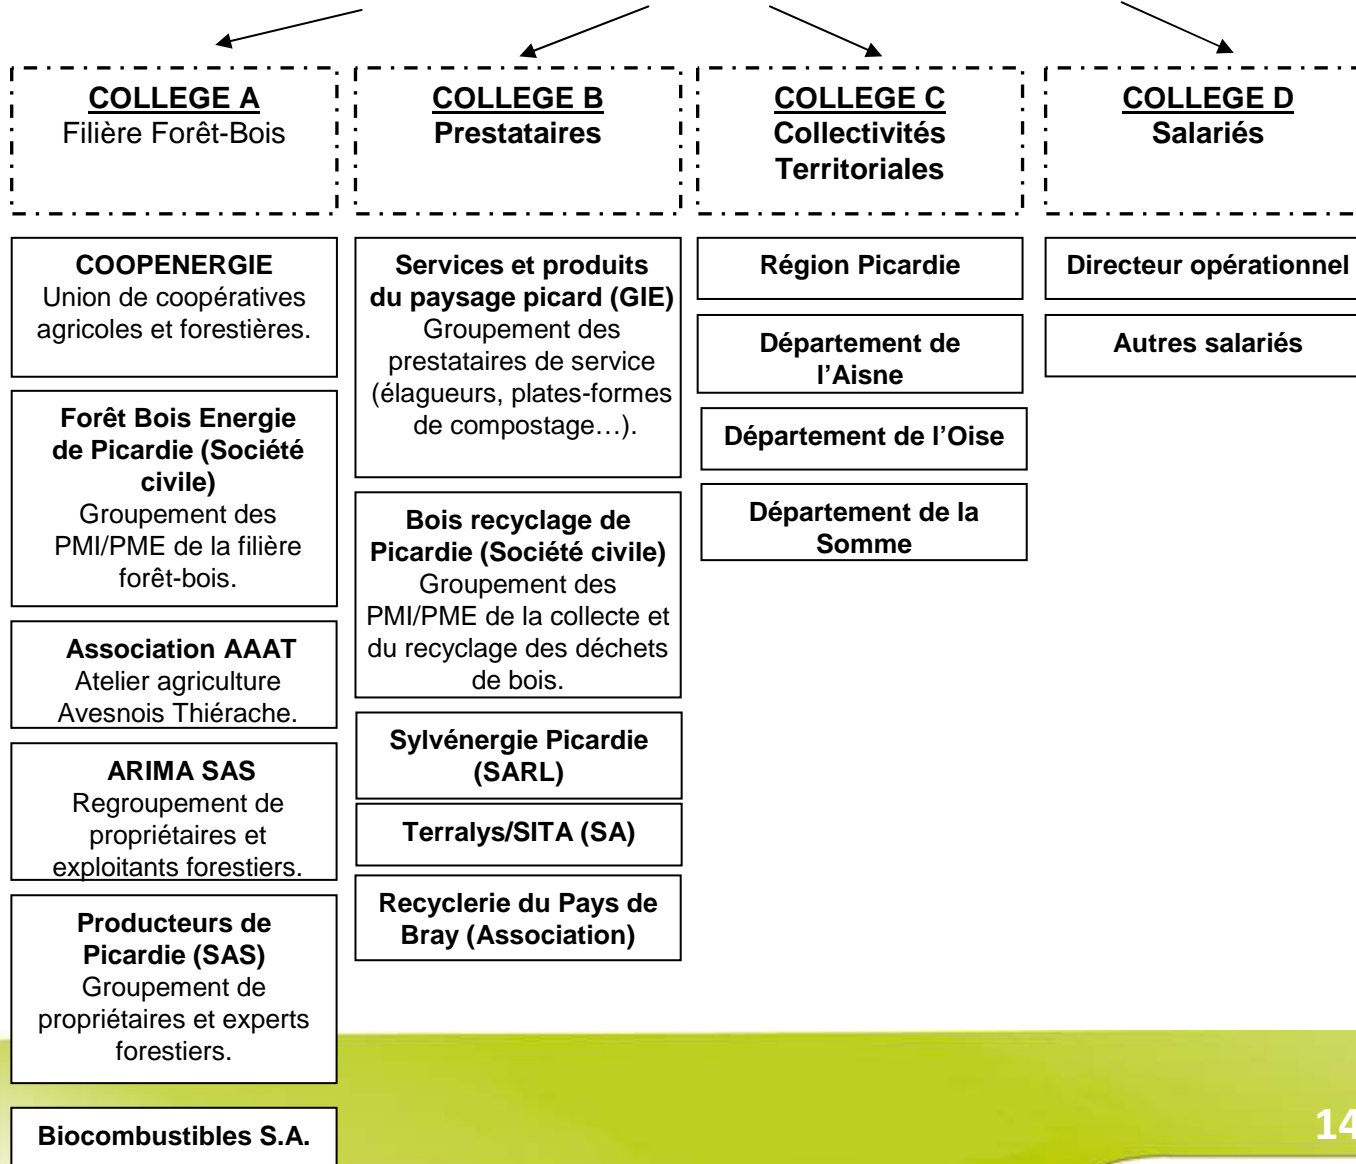 COLLEGE A
Filière Forêt-Bois
COOPENERGIE
Union de coopératives
agricoles et forestières.
Forêt Bois Energie
de Picardie (Société
civile)
Groupement des
PMI/PME de la filière
forêt-bois.
Association AAAT
Atelier agriculture
Avesnois Thiérache.
ARIMA SAS
Regroupement de
propriétaires et
exploitants forestiers.
Producteurs de
Picardie (SAS)
Groupement de
propriétaires et experts
forestiers.
Biocombustibles S.A.
COLLEGE B
Prestataires
Services et produits
du paysage picard (GIE)
Groupement des
prestataires de service
(élagueurs, plates-formes
de compostage…).
Bois recyclage de
Picardie (Société civile)
Groupement des
PMI/PME de la collecte et
du recyclage des déchets
de bois.
Sylvénergie Picardie
(SARL)
Terralys/SITA (SA)
Recyclerie du Pays de
Bray (Association)
COLLEGE C
Collectivités
Territoriales
Région Picardie
Département de
l’Aisne
Département de l’Oise
Département de la
Somme
COLLEGE D
Salariés
Directeur opérationnel
Autres salariés
14